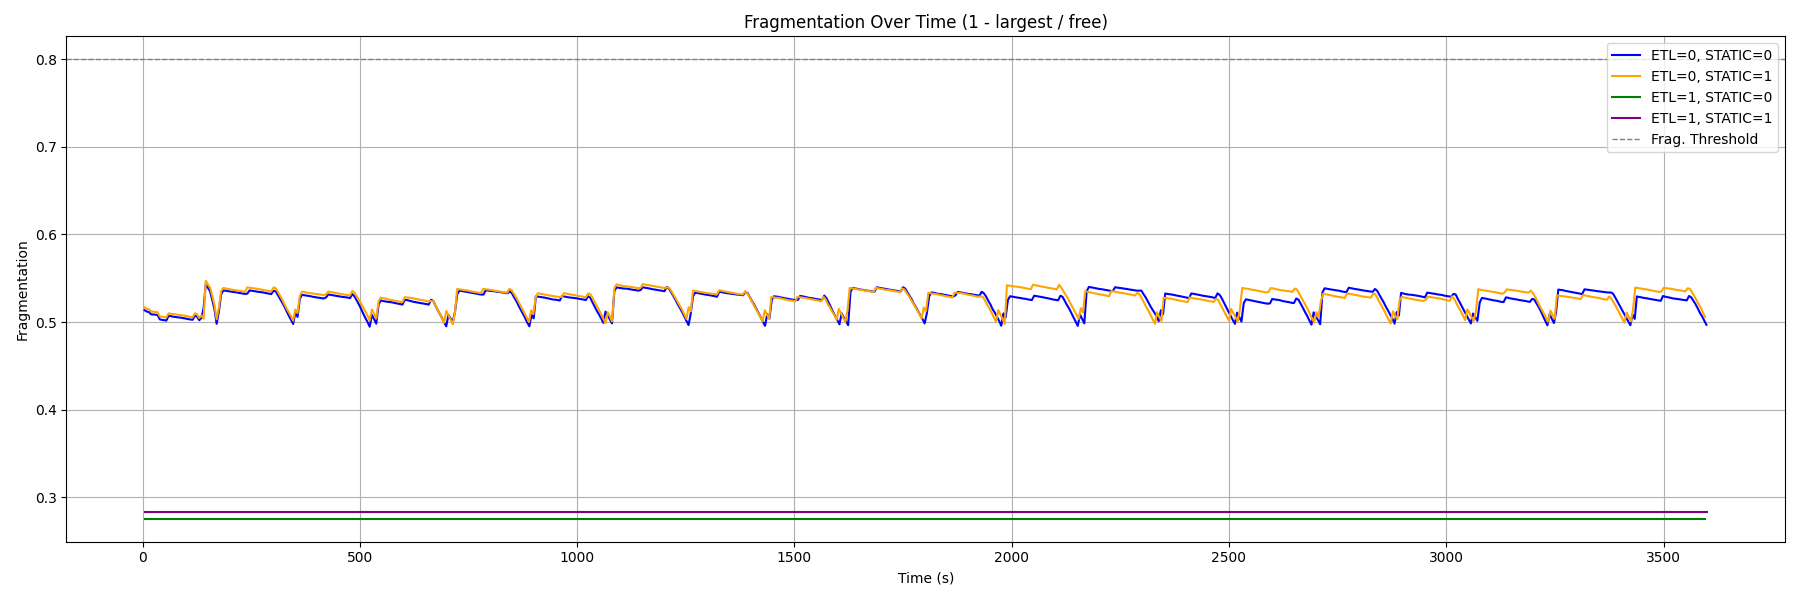 Fragmentation Over Time (1 - largest / free)
ETL=0, STATIC=0
ETL=0, STATIC=1
ETL=1, STATIC=0
ETL=1, STATIC=1
Frag. Threshold
Fragmentation
0.8
0.7
0.6
0.5
0.4
0.3
0
500
1000
1500
2000
2500
3000
3500
Time (s)